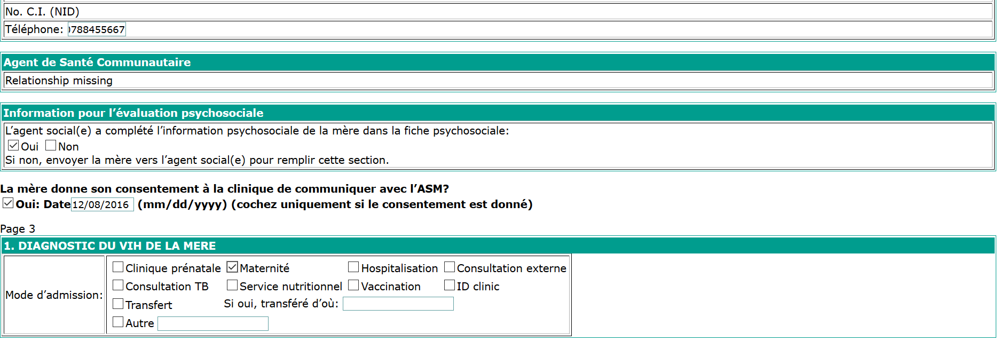 No. C.I. (NID)
Téléphone: 0788455667
Agent de Santé Communautaire
Relationship missing
Information pour l’évaluation psychosociale
L’agent social(e) a complété l’information psychosociale de la mère dans la fiche psychosociale:
Oui Non
Si non, envoyer la mère vers l’agent social(e) pour remplir cette section.
La mère donne son consentement à la clinique de communiquer avec l’ASM?
Oui: Date 12/08/2016 (mm/dd/yyyy) (cochez uniquement si le consentement est donné)
Page 3
1. DIAGNOSTIC DU VIH DE LA MERE
Mode d’admission:
Clinique prénatale Maternité Hospitalisation Consultation externe
Consultation TB Service nutritionnel Vaccination ID clinic
Transfert Si oui, transféré d’où:
Autre